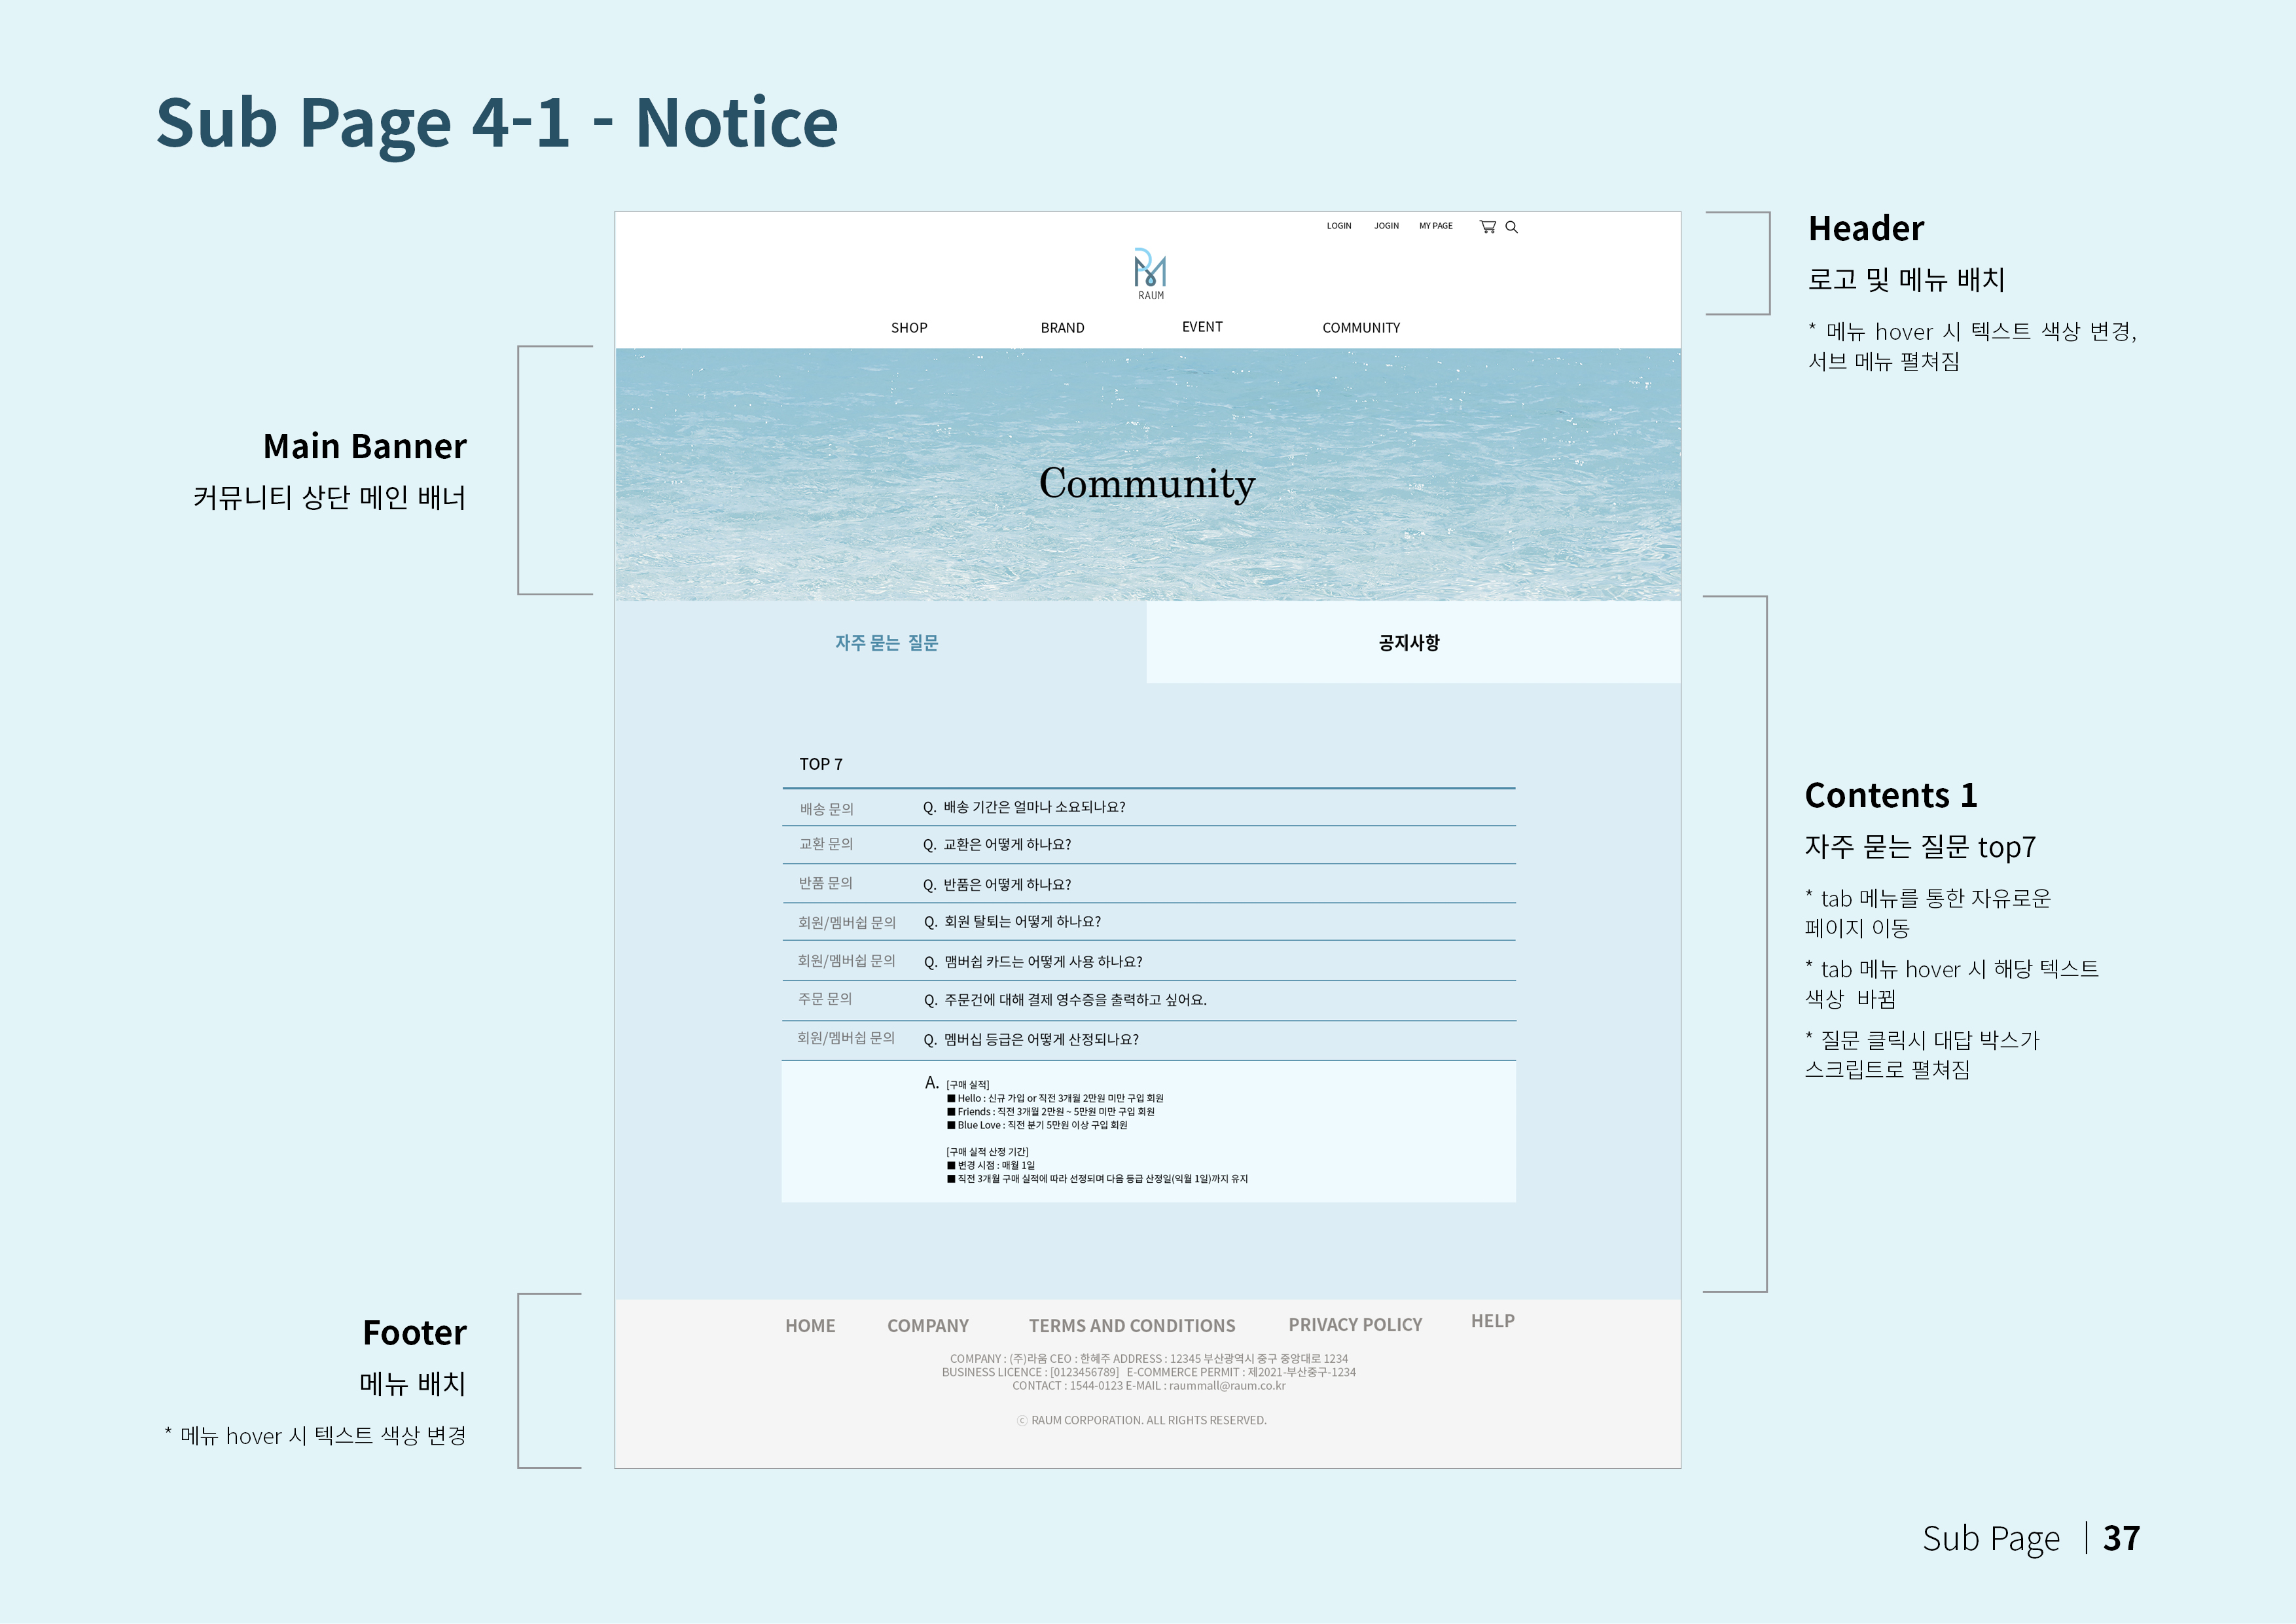 Sub Page 4-1 - Notice
LOGIN JOGIN MY PAGE
RAUM
SHOP BRAND EVENT COMMUNITY
Header
로고 및 메뉴 배치
* 메뉴 hover 시 텍스트 색상 변경,
서브 메뉴 펼쳐짐
Main Banner
커뮤니티 상단 메인 배너
Community
자주 묻는 질문 공지사항
TOP 7
배송 문의 Q. 배송 기간은 얼마나 소요되나요?
교환 문의 Q. 교환은 어떻게 하나요?
반품 문의 Q. 반품은 어떻게 하나요?
회원/멤버쉽 문의 Q. 회원 탈퇴는 어떻게 하나요?
회원/멤버쉽 문의 Q. 맴버쉽 카드는 어떻게 사용 하나요?
주문 문의 Q. 주문건에 대해 결제 영수증을 출력하고 싶어요.
회원/멤버쉽 문의 Q. 멤버십 등급은 어떻게 산정되나요?
A. [구매 실적]
■ Hello : 신규 가입 or 직전 3개월 2만원 미만 구입 회원
■ Friends : 직전 3개월 2만원 ~ 5만원 미만 구입 회원
■ Blue Love : 직전 분기 5만원 이상 구입 회원
[구매 실적 산정 기간]
■ 변경 시점 : 매월 1일
■ 직전 3개월 구매 실적에 따라 선정되며 다음 등급 산정일(익월 1일)까지 유지
Contents 1
자주 묻는 질문 top7
* tab 메뉴를 통한 자유로운
페이지 이동
* tab 메뉴 hover 시 해당 텍스트
색상 바뀜
* 질문 클릭시 대답 박스가
스크립트로 펼쳐짐
Footer
메뉴 배치
* 메뉴 hover 시 텍스트 색상 변경
HOME COMPANY TERMS AND CONDITIONS PRIVACY POLICY HELP
COMPANY : (주)라움 CEO : 한혜주 ADDRESS : 12345 부산광역시 중구 중앙대로 1234
BUSINESS LICENCE : [0123456789] E-COMMERCE PERMIT : 제2021-부산중구-1234
CONTACT : 1544-0123 E-MAIL : raummall@raum.co.kr
ⓒ RAUM CORPORATION. ALL RIGHTS RESERVED.
Sub Page | 37